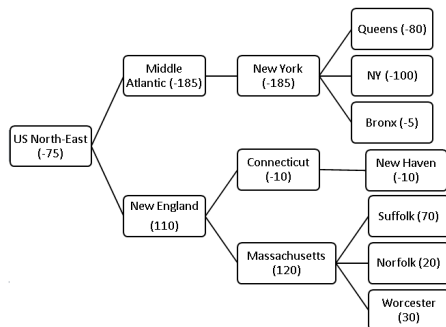 US North-East
(-75)
Middle
Atlantic (-185)
New York
(-185)
Queens (-80)
NY (-100)
Bronx (-5)
New England
(110)
Connecticut
(-10)
New Haven
(-10)
Massachusetts
(120)
Suffolk (70)
Norfolk (20)
Worcester
(30)